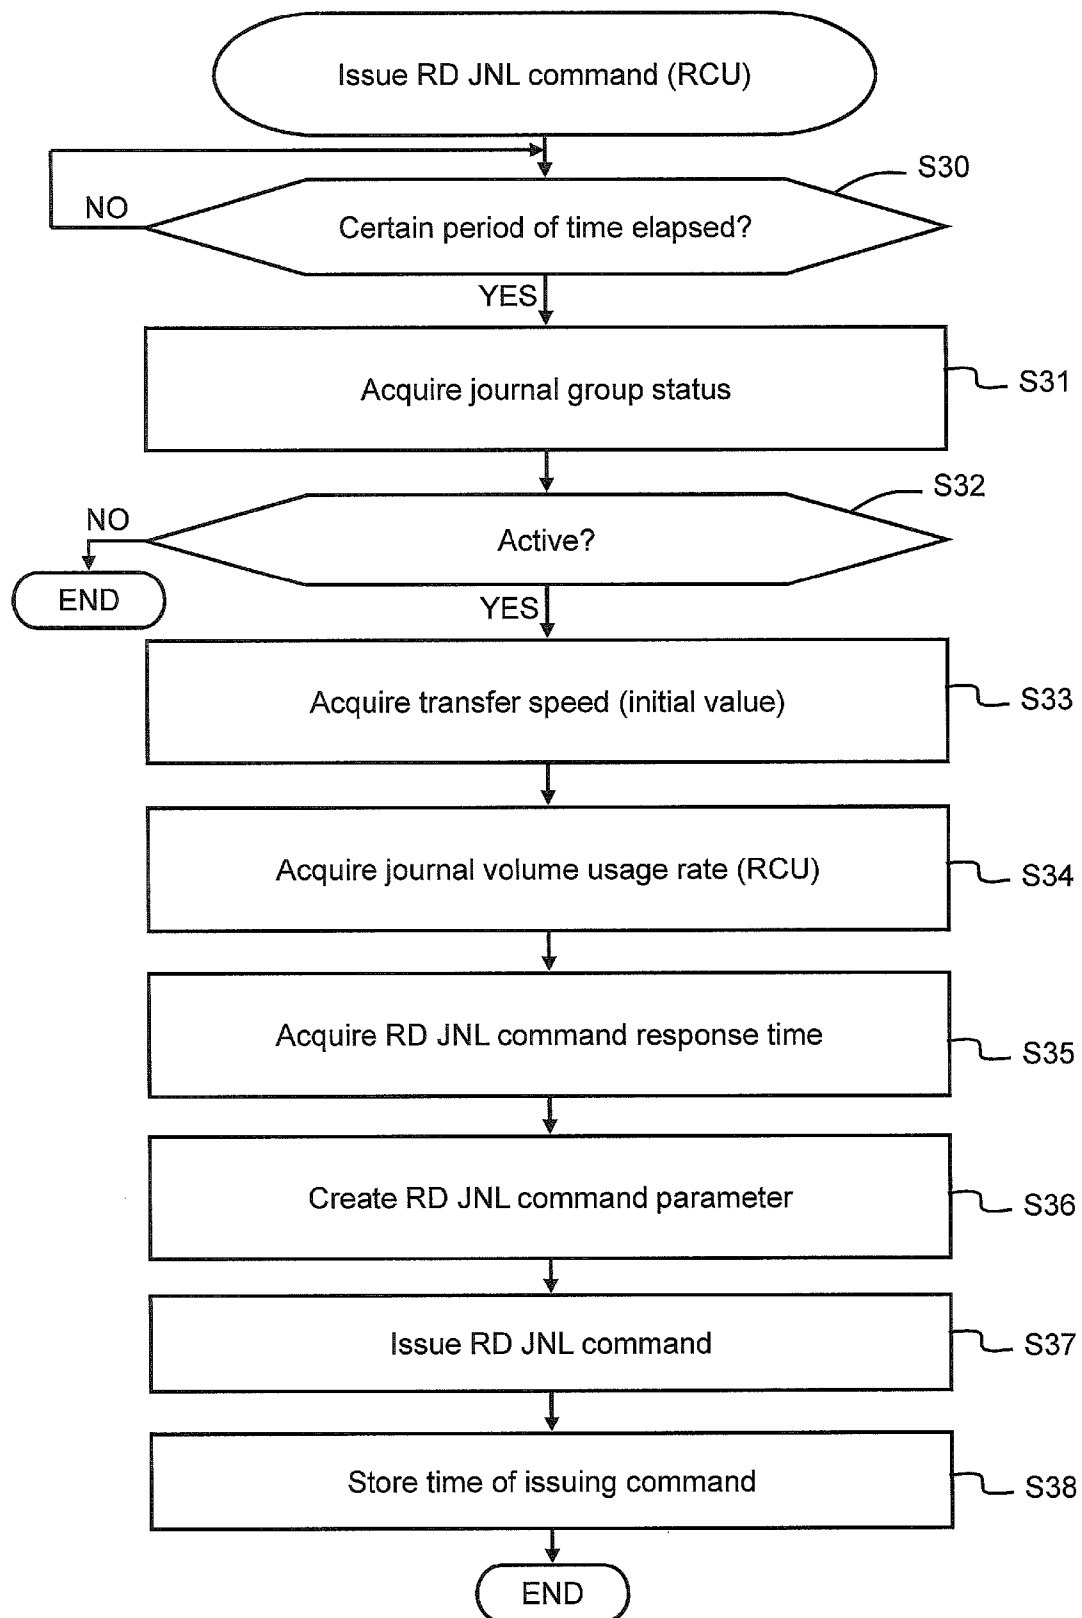 Issue RD JNL command (RCU)
S30
NO
Certain period of time elapsed?
YES
Acquire journal group status
S31
S32
NO
Active?
END
YES
Acquire transfer speed (initial value)
S33
Acquire journal volume usage rate (RCU)
S34
Acquire RD JNL command response time
S35
Create RD JNL command parameter
S36
Issue RD JNL command
S37
Store time of issuing command
S38
END